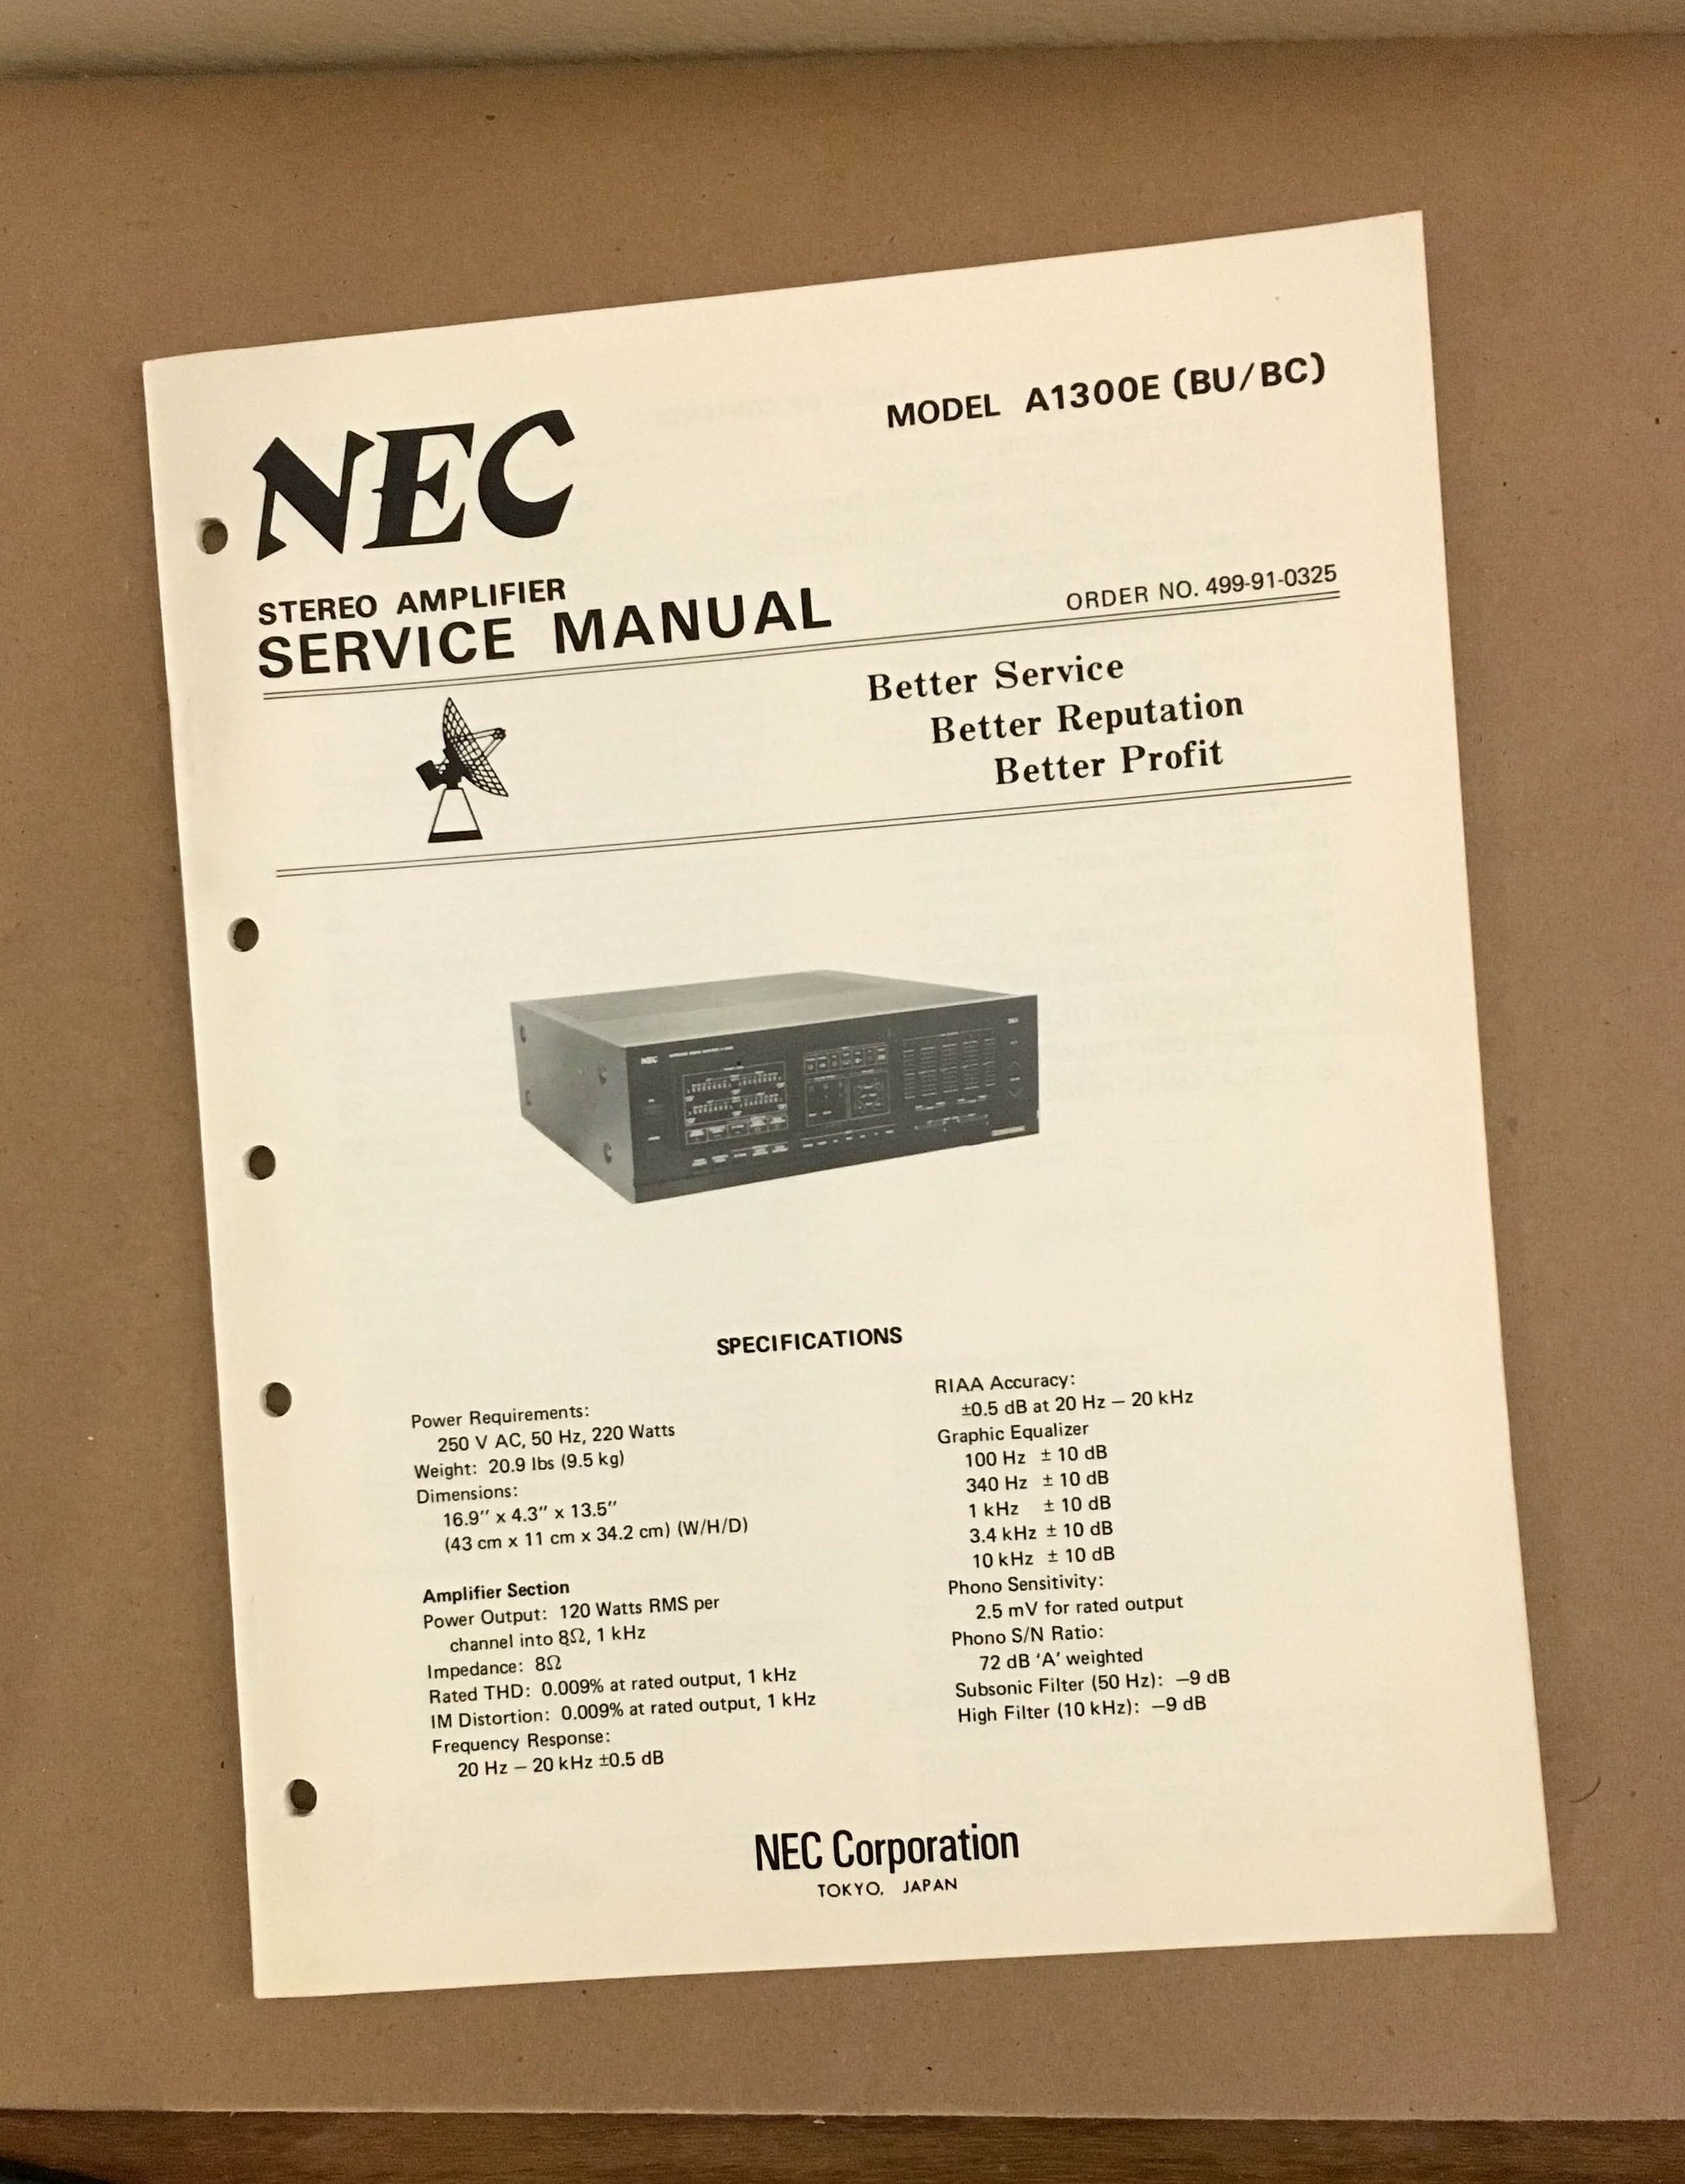 MODEL A1300E (BU/BC)
NEC
STEREO AMPLIFIER
SERVICE MANUAL
ORDER NO. 499-91-0325
Better Service
Better Reputation
Better Profit
NEC
SPECIFICATIONS
Power Requirements:
250 V AC, 50 Hz, 220 Watts
Weight: 20.9 lbs (9.5 kg)
Dimensions:
16.9″ x 4.3″ x 13.5″
(43 cm x 11 cm x 34.2 cm) (W/H/D)
Amplifier Section
Power Output: 120 Watts RMS per
channel into 8Ω, 1 kHz
Impedance: 8Ω
Rated THD: 0.009% at rated output, 1 kHz
IM Distortion: 0.009% at rated output, 1 kHz
Frequency Response:
20 Hz – 20 kHz ±0.5 dB
RIAA Accuracy:
±0.5 dB at 20 Hz – 20 kHz
Graphic Equalizer
100 Hz ± 10 dB
340 Hz ± 10 dB
1 kHz ± 10 dB
3.4 kHz ± 10 dB
10 kHz ± 10 dB
Phono Sensitivity:
2.5 mV for rated output
Phono S/N Ratio:
72 dB ‘A’ weighted
Subsonic Filter (50 Hz): –9 dB
High Filter (10 kHz): –9 dB
NEC Corporation
TOKYO, JAPAN